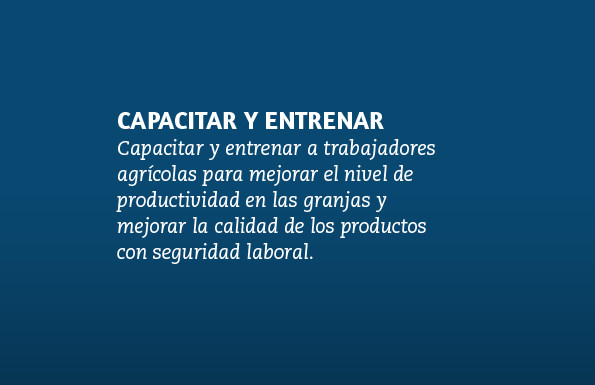 CAPACITAR Y ENTRENAR
Capacitar y entrenar a trabajadores
agrícolas para mejorar el nivel de
productividad en las granjas y
mejorar la calidad de los productos
con seguridad laboral.